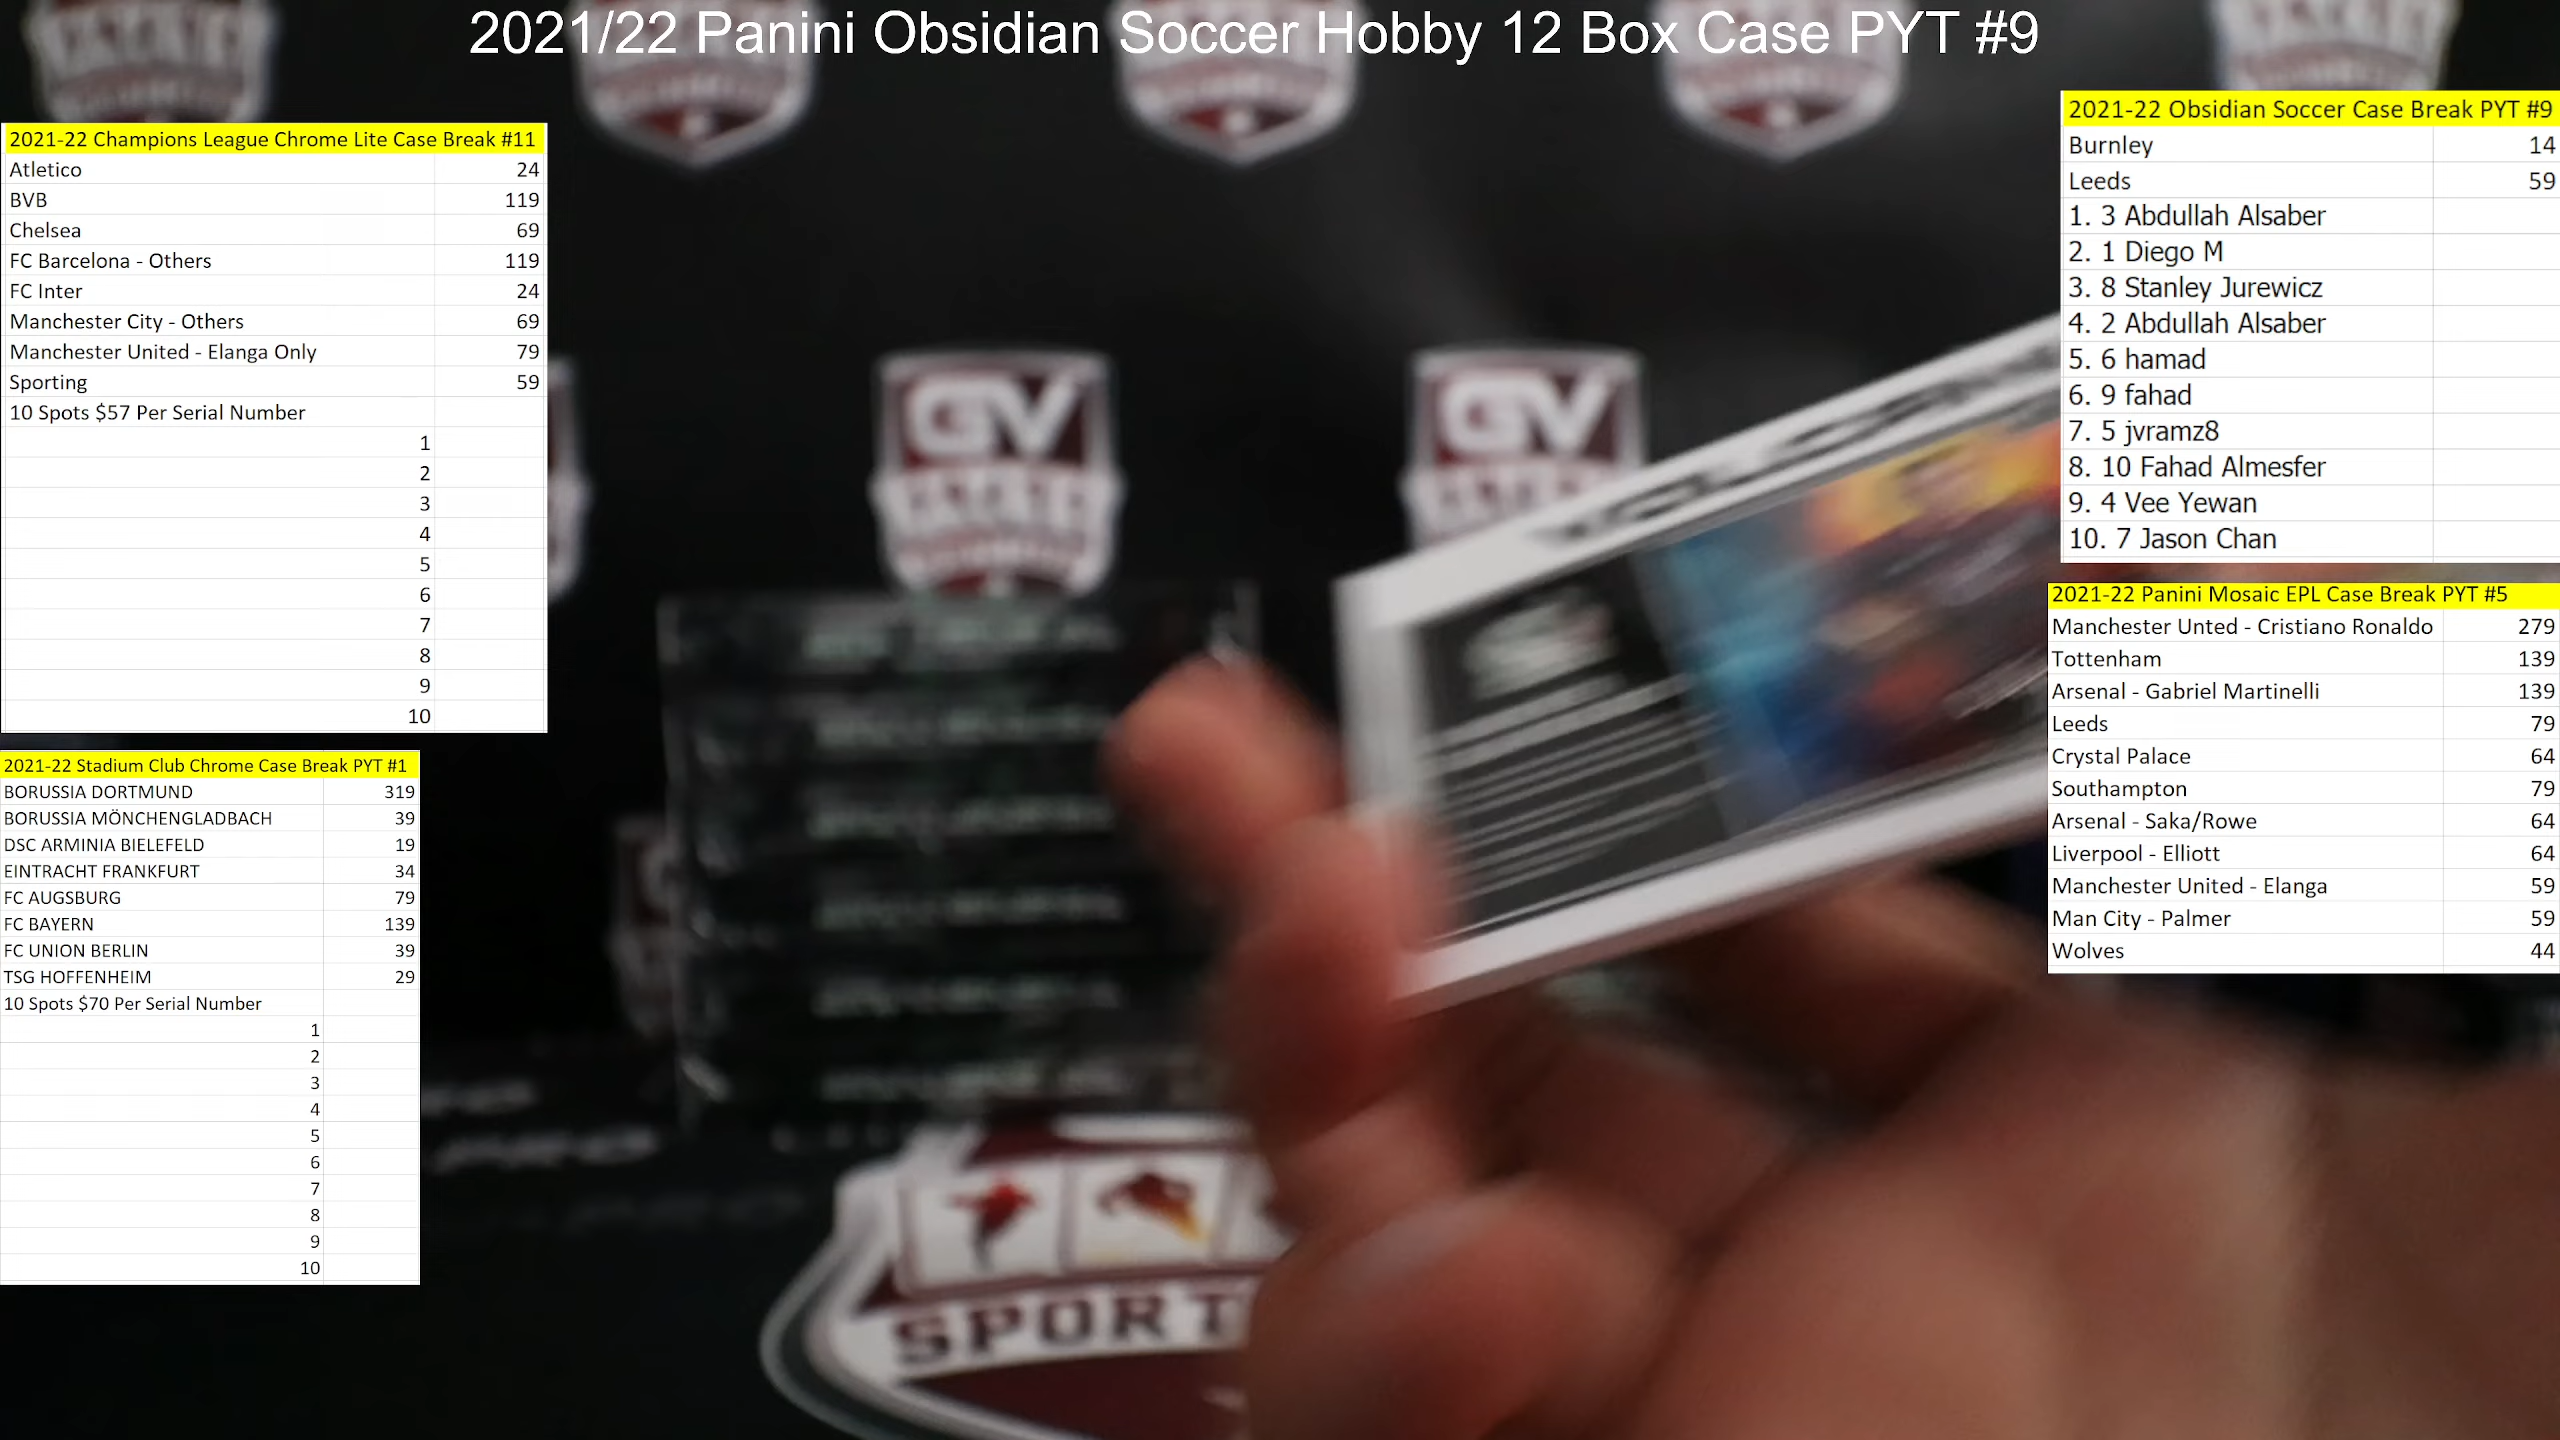 2021/22 Panini Obsidian Soccer Hobby 12 Box Case PYT #9
2021-22 Champions League Chrome Lite Case Break #11
Atletico 24
BVB 119
Chelsea 69
FC Barcelona - Others 119
FC Inter 24
Manchester City - Others 69
Manchester United - Elanga Only 79
Sporting 59
10 Spots $57 Per Serial Number
1
2
3
4
5
6
7
8
9
10
2021-22 Stadium Club Chrome Case Break PYT #1
BORUSSIA DORTMUND 319
BORUSSIA MÖNCHENGLADBACH 39
DSC ARMINIA BIELEFELD 19
EINTRACHT FRANKFURT 34
FC AUGSBURG 79
FC BAYERN 139
FC UNION BERLIN 39
TSG HOFFENHEIM 29
10 Spots $70 Per Serial Number
1
2
3
4
5
6
7
8
9
10
2021-22 Obsidian Soccer Case Break PYT #9
Burnley 14
Leeds 59
1. 3 Abdullah Alsaber
2. 1 Diego M
3. 8 Stanley Jurewicz
4. 2 Abdullah Alsaber
5. 6 hamad
6. 9 fahad
7. 5 jvramz8
8. 10 Fahad Almesfer
9. 4 Vee Yewan
10. 7 Jason Chan
2021-22 Panini Mosaic EPL Case Break PYT #5
Manchester Unted - Cristiano Ronaldo 279
Tottenham 139
Arsenal - Gabriel Martinelli 139
Leeds 79
Crystal Palace 64
Southampton 79
Arsenal - Saka/Rowe 64
Liverpool - Elliott 64
Manchester United - Elanga 59
Man City - Palmer 59
Wolves 44
GV
GV
SPORT